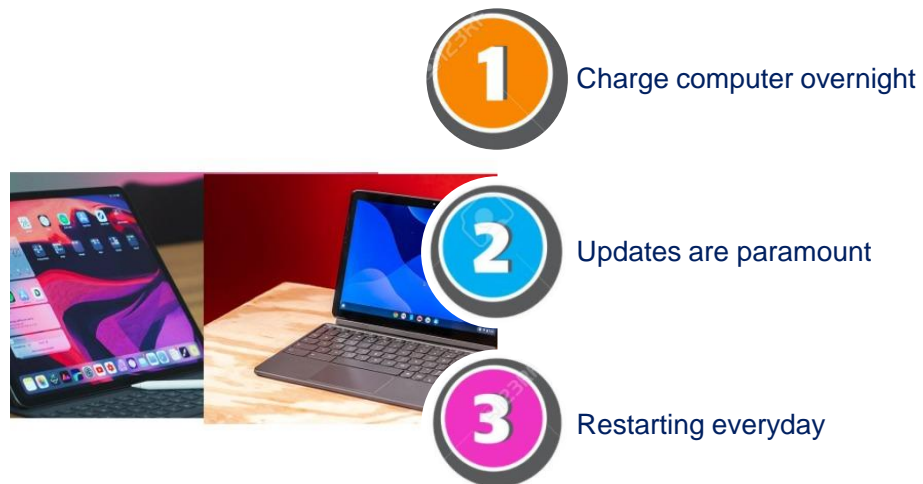 1
Charge computer overnight
2
Updates are paramount
3
Restarting everyday